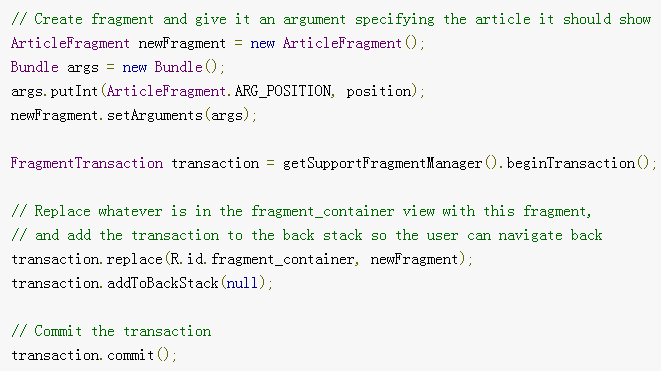 // Create fragment and give it an argument specifying the article it should show
ArticleFragment newFragment = new ArticleFragment();
Bundle args = new Bundle();
args.putInt(ArticleFragment.ARG_POSITION, position);
newFragment.setArguments(args);
FragmentTransaction transaction = getSupportFragmentManager().beginTransaction();
// Replace whatever is in the fragment_container view with this fragment,
// and add the transaction to the back stack so the user can navigate back
transaction.replace(R.id.fragment_container, newFragment);
transaction.addToBackStack(null);
// Commit the transaction
transaction.commit();